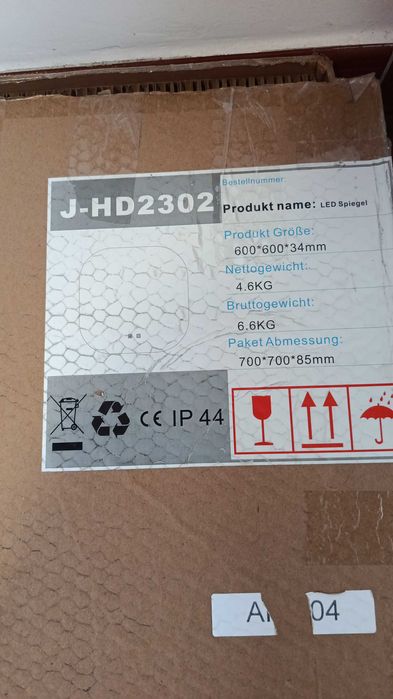 Bestellnummer:
J-HD2302
Produkt name: LED Spiegel
Produkt Größe:
600*600*34mm
Nettogewicht:
4.6KG
Bruttogewicht:
6.6KG
Paket Abmessung:
700*700*85mm
CE IP 44
04